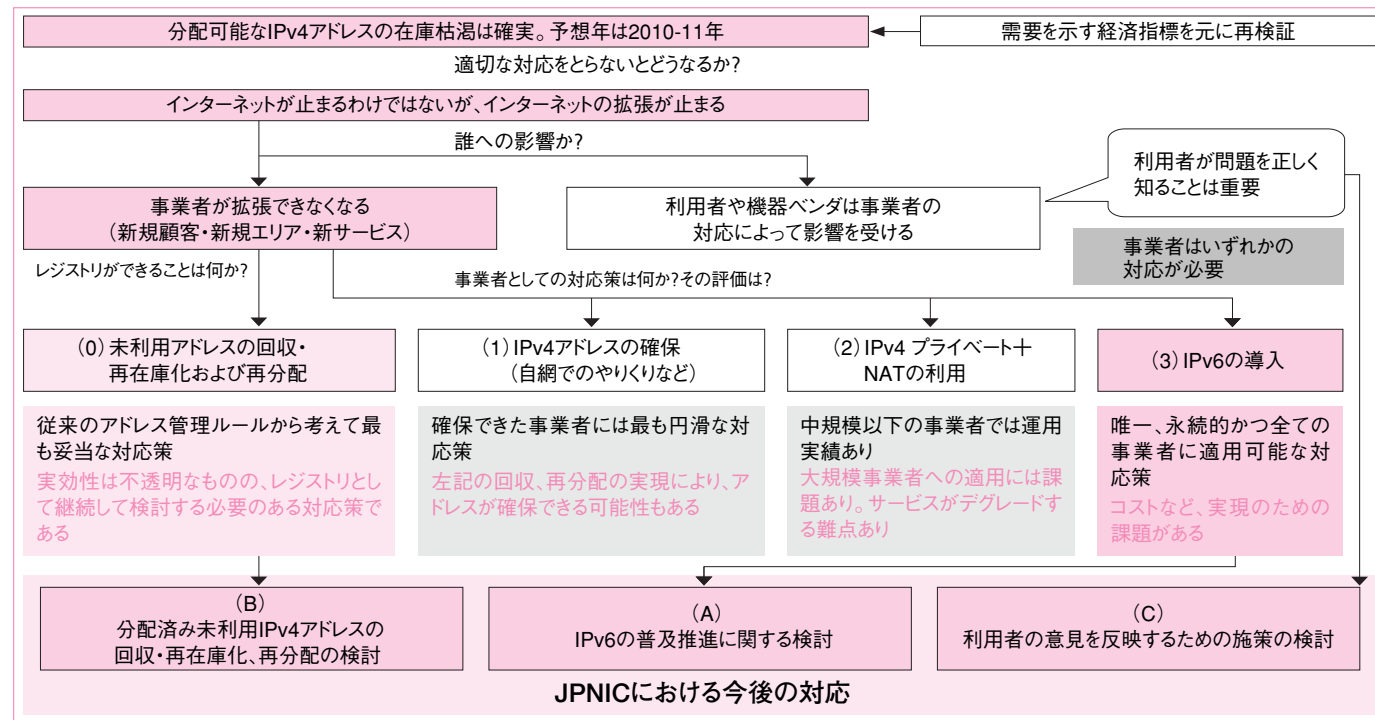 分配可能なIPv4アドレスの在庫枯渇は確実。予想年は2010-11年
需要を示す経済指標を元に再検証
適切な対応をとらないとどうなるか?
インターネットが止まるわけではないが、インターネットの拡張が止まる
誰への影響か?
利用者が問題を正しく
知ることは重要
事業者が拡張できなくなる
（新規顧客・新規エリア・新サービス）
利用者や機器ベンダは事業者の
対応によって影響を受ける
事業者はいずれかの
対応が必要
レジストリができることは何か?
事業者としての対応策は何か?その評価は?
（0）未利用アドレスの回収・
再在庫化および再分配
（1）IPv4アドレスの確保
（自網でのやりくりなど）
（2）IPv4 プライベート＋
NATの利用
（3）IPv6の導入
従来のアドレス管理ルールから考えて最
も妥当な対応策
実効性は不透明なものの、レジストリとし
て継続して検討する必要のある対応策で
ある
確保できた事業者には最も円滑な対
応策
左記の回収、再分配の実現により、ア
ドレスが確保できる可能性もある
中規模以下の事業者では運用
実績あり
大規模事業者への適用には課
題あり。サービスがデグレードす
る難点あり
唯一、永続的かつ全ての
事業者に適用可能な対
応策
コストなど、実現のための
課題がある
（B）
分配済み未利用IPv4アドレスの
回収・再在庫化、再分配の検討
（A）
IPv6の普及推進に関する検討
（C）
利用者の意見を反映するための施策の検討
JPNICにおける今後の対応